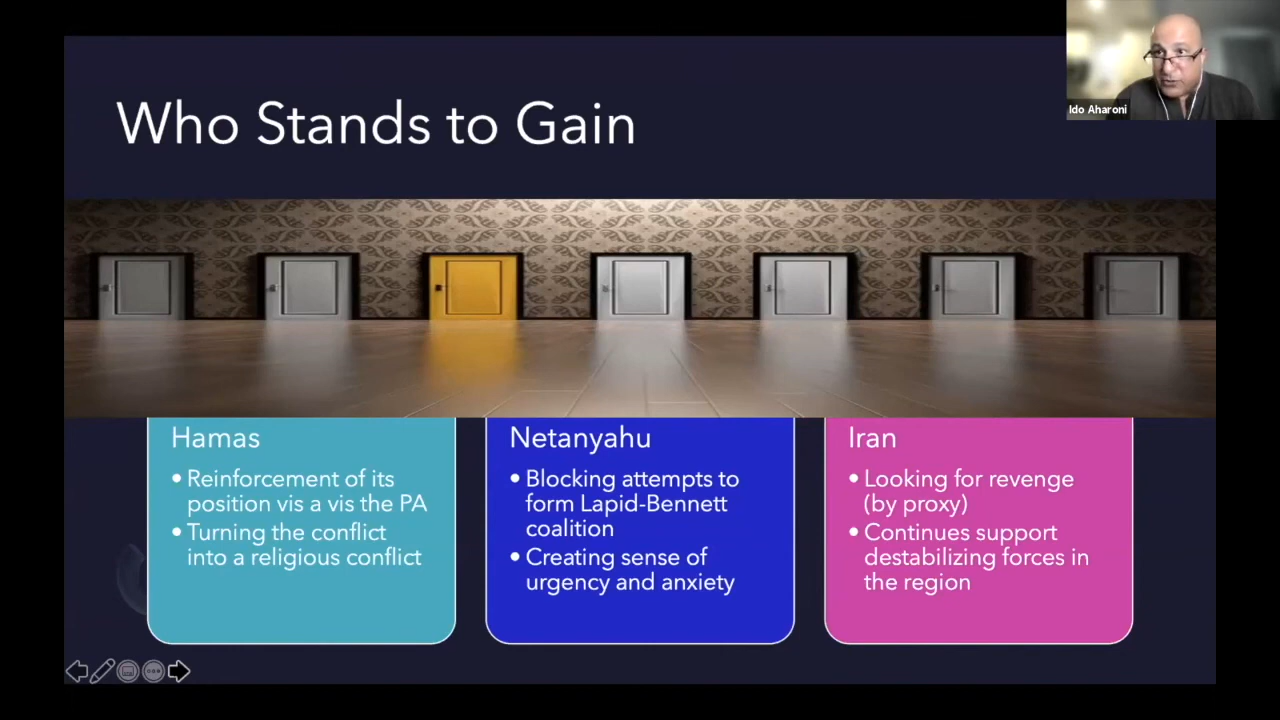 Ido Aharoni
Who Stands to Gain
Hamas
• Reinforcement of its
position vis a vis the PA
• Turning the conflict
into a religious conflict
Netanyahu
• Blocking attempts to
form Lapid-Bennett
coalition
• Creating sense of
urgency and anxiety
Iran
• Looking for revenge
(by proxy)
• Continues support
destabilizing forces in
the region